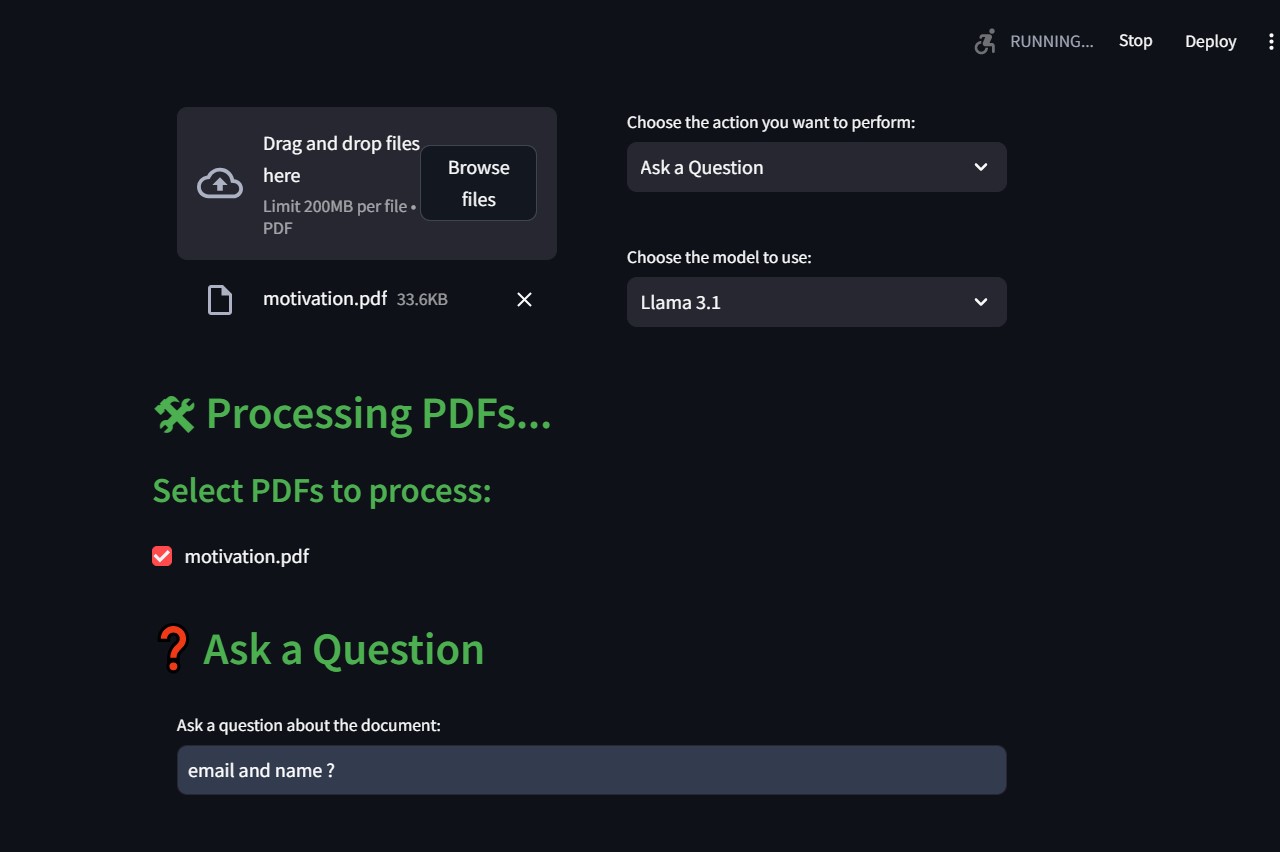 RUNNING... Stop Deploy
Drag and drop files
here
Limit 200MB per file •
PDF
Browse
files
motivation.pdf 33.6KB
Choose the action you want to perform:
Ask a Question
Choose the model to use:
Llama 3.1
Processing PDFs...
Select PDFs to process:
motivation.pdf
❓ Ask a Question
Ask a question about the document:
email and name ?